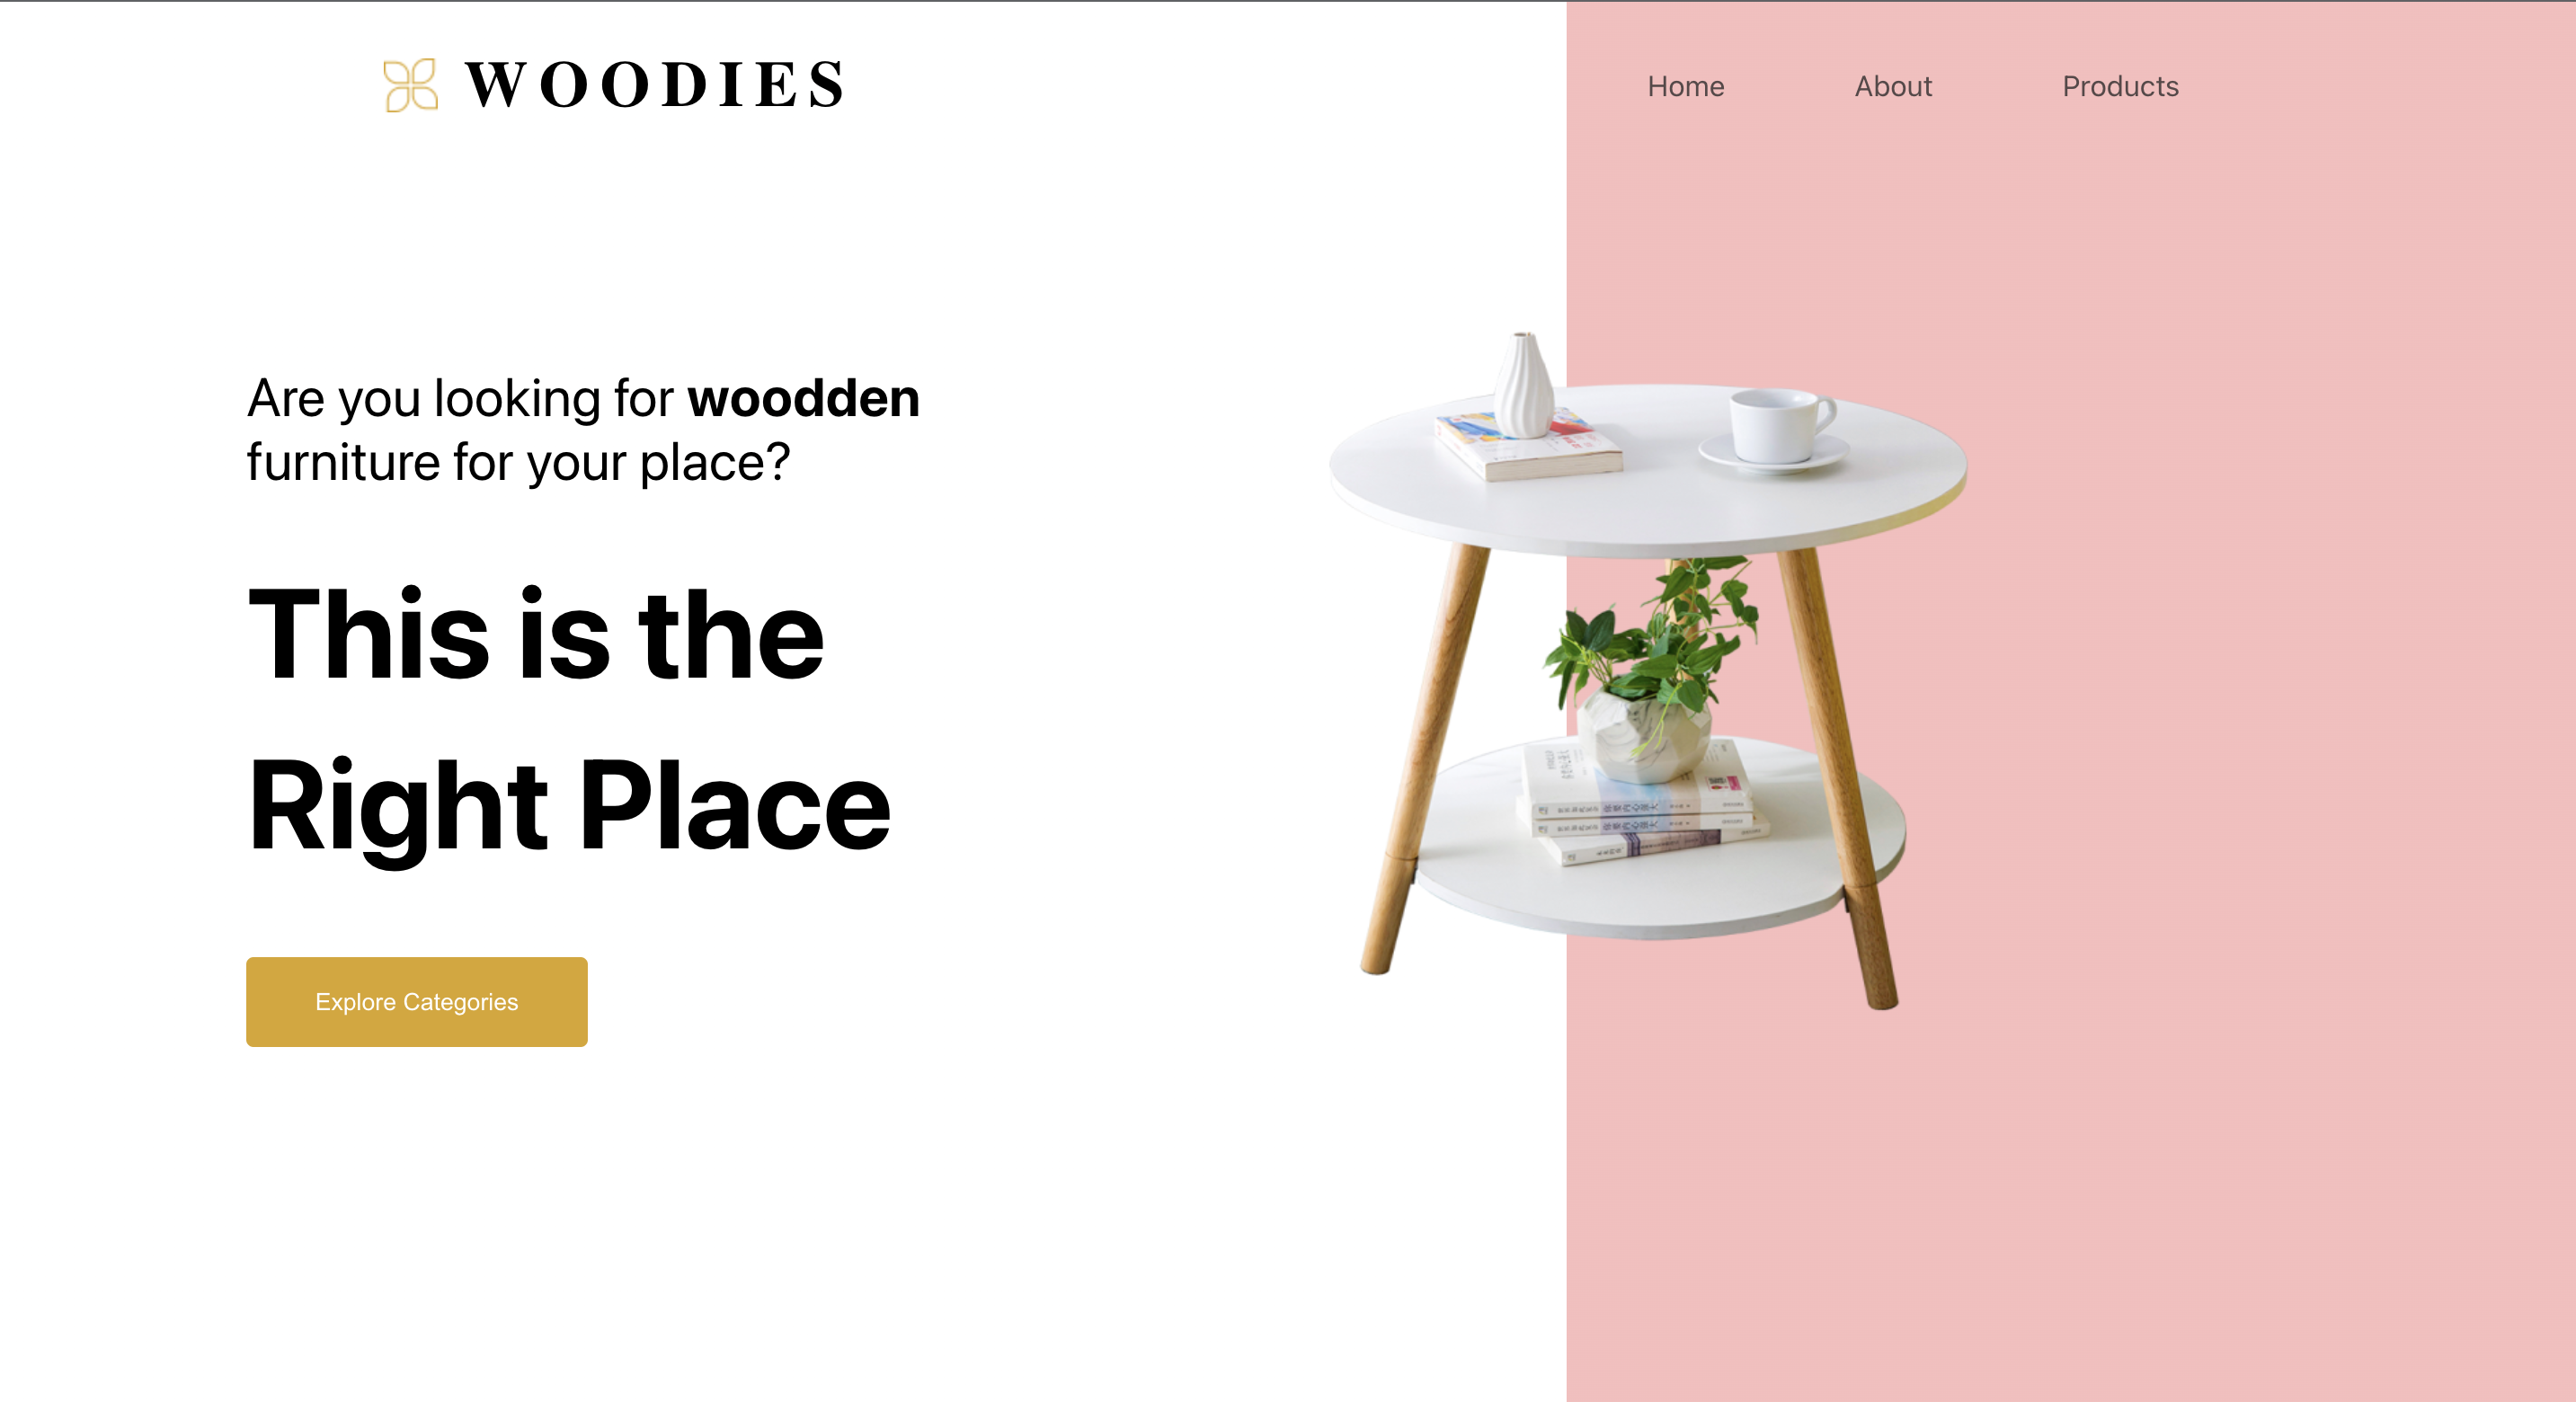 WOODIES
Home
About
Products
Are you looking for woodden
furniture for your place?
This is the
Right Place
Explore Categories